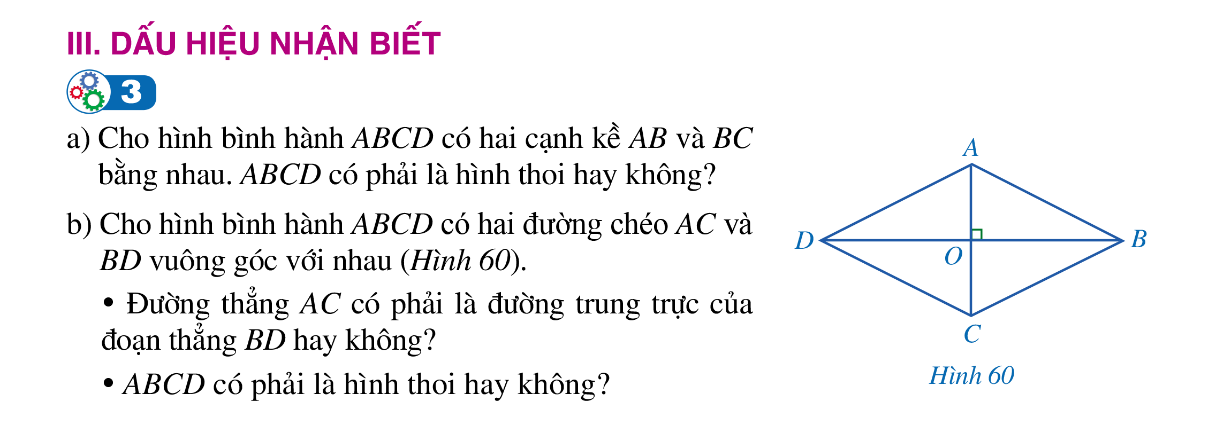 III. DẤU HIỆU NHẬN BIẾT
3
a) Cho hình bình hành ABCD có hai cạnh kề AB và BC
bằng nhau. ABCD có phải là hình thoi hay không?
b) Cho hình bình hành ABCD có hai đường chéo AC và
BD vuông góc với nhau (Hình 60).
• Đường thẳng AC có phải là đường trung trực của
đoạn thẳng BD hay không?
• ABCD có phải là hình thoi hay không?
A
D
B
O
C
Hình 60